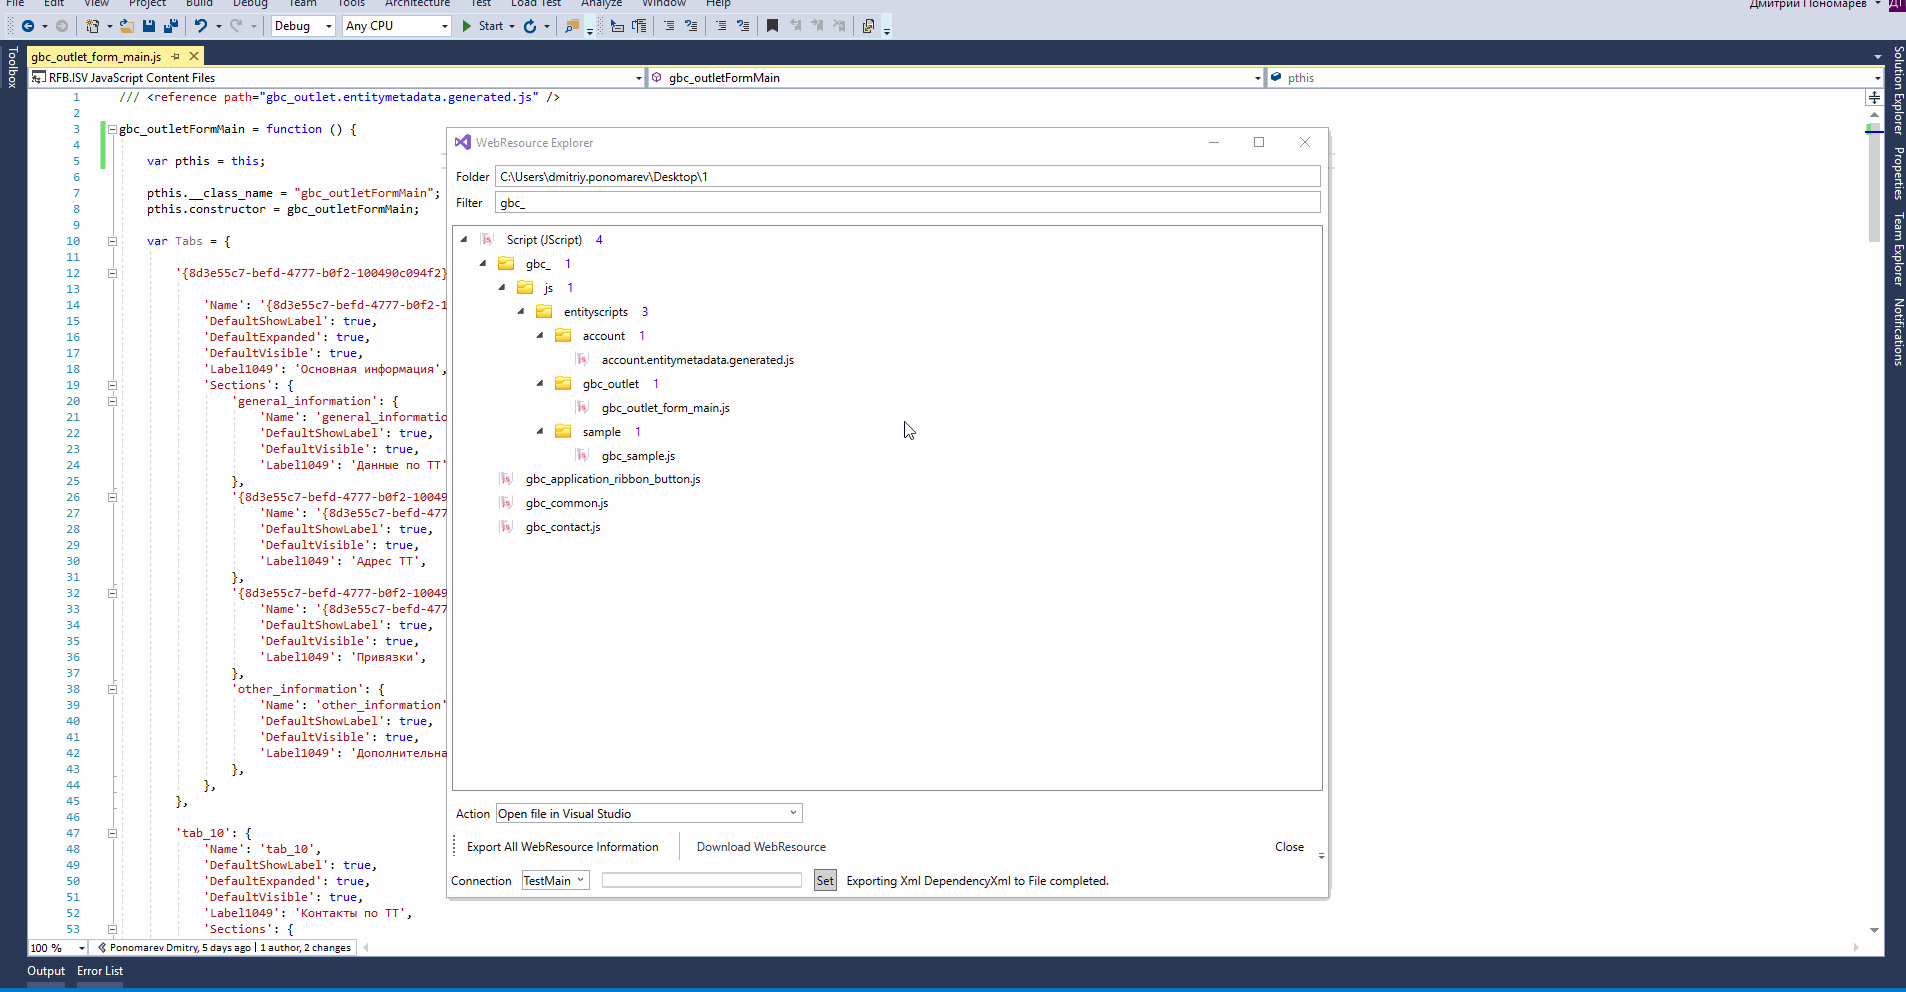 File Edit View Project Build Debug Team Tools Architecture Test Load Test Analyze Window Help Дмитрий Пономарев ДП
Debug Any CPU Start
Toolbox
gbc_outlet_form_main.js
RFB.ISV JavaScript Content Files gbc_outletFormMain pthis
1 /// <reference path="gbc_outlet.entitymetadata.generated.js" />
2
3 gbc_outletFormMain = function () {
4
5 var pthis = this;
6
7 pthis.__class_name = "gbc_outletFormMain";
8 pthis.constructor = gbc_outletFormMain;
9
10 var Tabs = {
11
12 '{8d3e55c7-befd-4777-b0f2-100490c094f2}
13
14 'Name': '{8d3e55c7-befd-4777-b0f2-1
15 'DefaultShowLabel': true,
16 'DefaultExpanded': true,
17 'DefaultVisible': true,
18 'Label1049': 'Основная информация',
19 'Sections': {
20 'general_information': {
21 'Name': 'general_informatio
22 'DefaultShowLabel': true,
23 'DefaultVisible': true,
24 'Label1049': 'Данные по ТТ'
25 },
26 '{8d3e55c7-befd-4777-b0f2-10049
27 'Name': '{8d3e55c7-befd-477
28 'DefaultShowLabel': true,
29 'DefaultVisible': true,
30 'Label1049': 'Адрес ТТ',
31 },
32 '{8d3e55c7-befd-4777-b0f2-10049
33 'Name': '{8d3e55c7-befd-477
34 'DefaultShowLabel': true,
35 'DefaultVisible': true,
36 'Label1049': 'Привязки',
37 },
38 'other_information': {
39 'Name': 'other_information'
40 'DefaultShowLabel': true,
41 'DefaultVisible': true,
42 'Label1049': 'Дополнительна
43 },
44 },
45 },
46
47 'tab_10': {
48 'Name': 'tab_10',
49 'DefaultShowLabel': true,
50 'DefaultExpanded': true,
51 'DefaultVisible': true,
52 'Label1049': 'Контакты по ТТ',
53 'Sections': {
100 % Ponomarev Dmitry, 5 days ago | 1 author, 2 changes
Output Error List
WebResource Explorer
Folder C:\Users\dmitriy.ponomarev\Desktop\1
Filter gbc_
Script (JScript) 4
gbc_ 1
js 1
entityscripts 3
account 1
account.entitymetadata.generated.js
gbc_outlet 1
gbc_outlet_form_main.js
sample 1
gbc_sample.js
gbc_application_ribbon_button.js
gbc_common.js
gbc_contact.js
Action Open file in Visual Studio
Export All WebResource Information Download WebResource Close
Connection TestMain Set Exporting Xml DependencyXml to File completed.
Solution Explorer
Properties
Team Explorer
Notifications